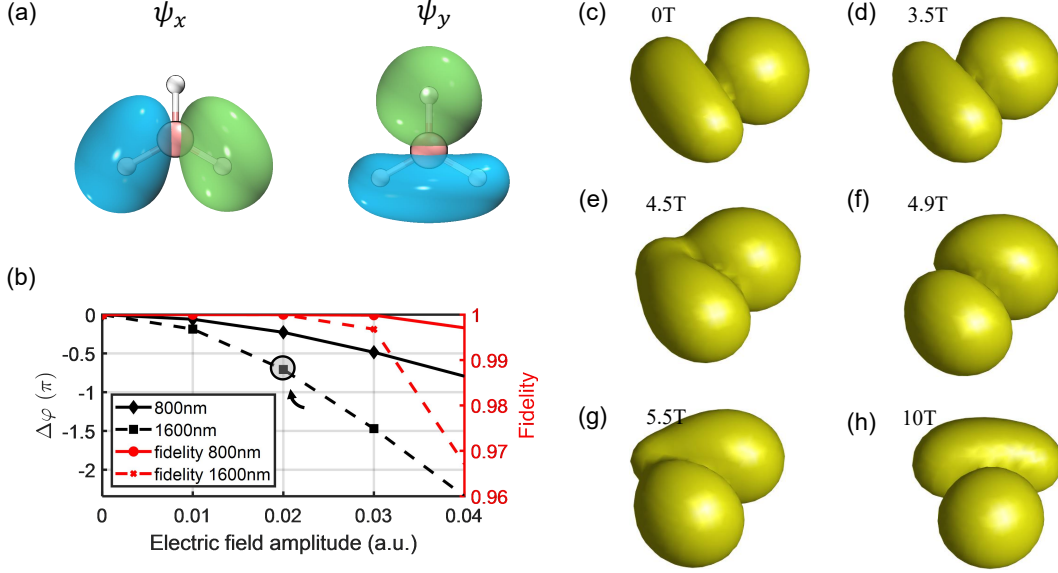 (a)
ψx
ψy
(b)
0
-0.5
-1
-1.5
-2
Δφ (π)
1
0.99
0.98
0.97
0.96
Fidelity
800nm
1600nm
fidelity 800nm
fidelity 1600nm
0
0.01
0.02
0.03
0.04
Electric field amplitude (a.u.)
(c)
0T
(d)
3.5T
(e)
4.5T
(f)
4.9T
(g)
5.5T
(h)
10T